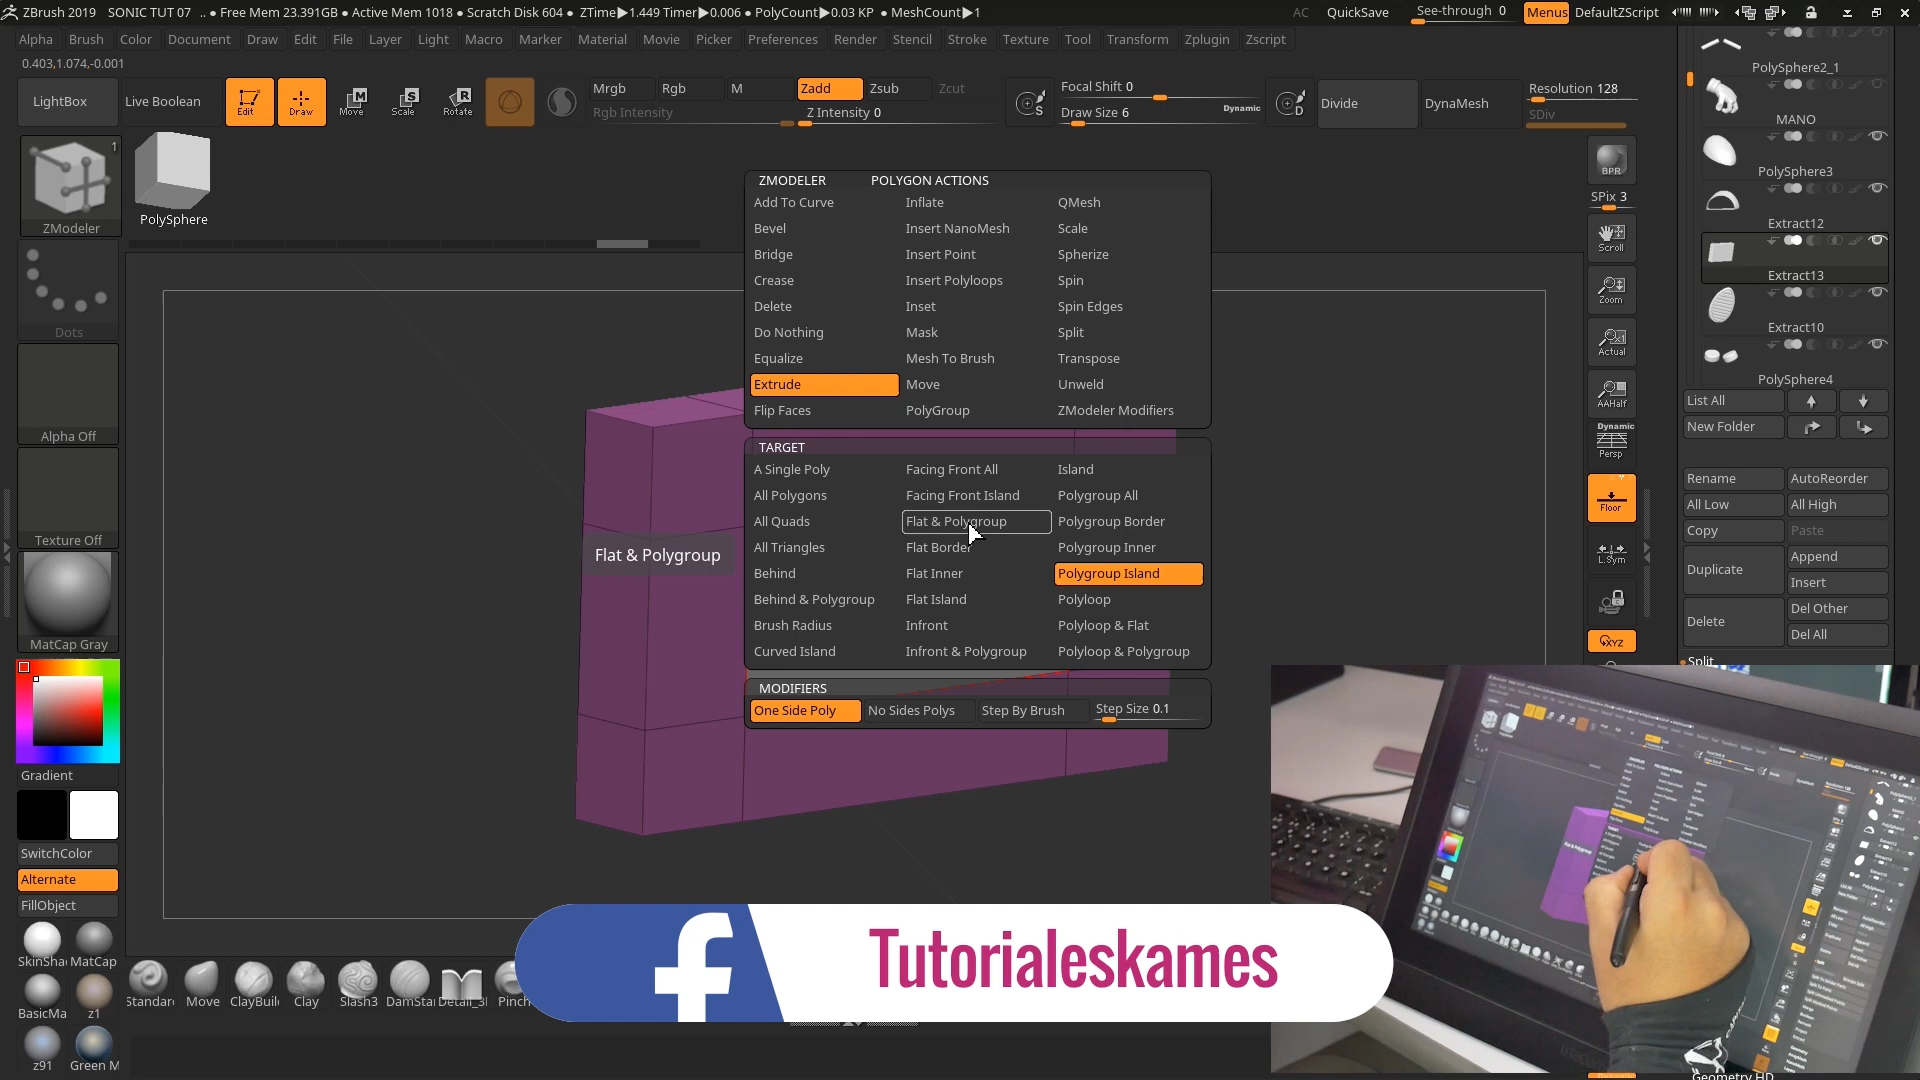 ZBrush 2019 SONIC TUT 07 .. ● Free Mem 23.391GB ● Active Mem 1018 ● Scratch Disk 604 ● ZTime▶1.449 Timer▶0.006 ● PolyCount▶0.03 KP ● MeshCount▶1
AC QuickSave See-through 0 Menus DefaultZScript
Alpha Brush Color Document Draw Edit File Layer Light Macro Marker Material Movie Picker Preferences Render Stencil Stroke Texture Tool Transform Zplugin Zscript
0.403,1.074,-0.001
LightBox Live Boolean Edit Draw Move Scale Rotate
Mrgb Rgb M Zadd Zsub Zcut
Rgb Intensity Z Intensity 0
Focal Shift 0
Draw Size 6 Dynamic
Divide DynaMesh
Resolution 128
SDiv
1
ZModeler
PolySphere
Dots
Alpha Off
Texture Off
MatCap Gray
Gradient
SwitchColor
Alternate
FillObject
SkinSha MatCap
BasicMa z1
z91 Green M
ZMODELER POLYGON ACTIONS
Add To Curve Inflate QMesh
Bevel Insert NanoMesh Scale
Bridge Insert Point Spherize
Crease Insert Polyloops Spin
Delete Inset Spin Edges
Do Nothing Mask Split
Equalize Mesh To Brush Transpose
Extrude Move Unweld
Flip Faces PolyGroup ZModeler Modifiers
TARGET
A Single Poly Facing Front All Island
All Polygons Facing Front Island Polygroup All
All Quads Flat & Polygroup Polygroup Border
All Triangles Flat Border Polygroup Inner
Behind Flat Inner Polygroup Island
Behind & Polygroup Flat Island Polyloop
Brush Radius Infront Polyloop & Flat
Curved Island Infront & Polygroup Polyloop & Polygroup
MODIFIERS
One Side Poly No Sides Polys Step By Brush Step Size 0.1
Flat & Polygroup
BPR
SPix 3
Scroll
Zoom
Actual
AAHalf
Dynamic
Persp
Floor
L.Sym
XYZ
PolySphere2_1
MANO
PolySphere3
Extract12
Extract13
Extract10
PolySphere4
List All
New Folder
Rename AutoReorder
All Low All High
Copy Paste
Duplicate Append
Insert
Delete Del Other
Del All
Split
Standard Move ClayBuil Clay Slash3 DamSta Detail_3 Pinch
f Tutorialeskames
Geometry HD